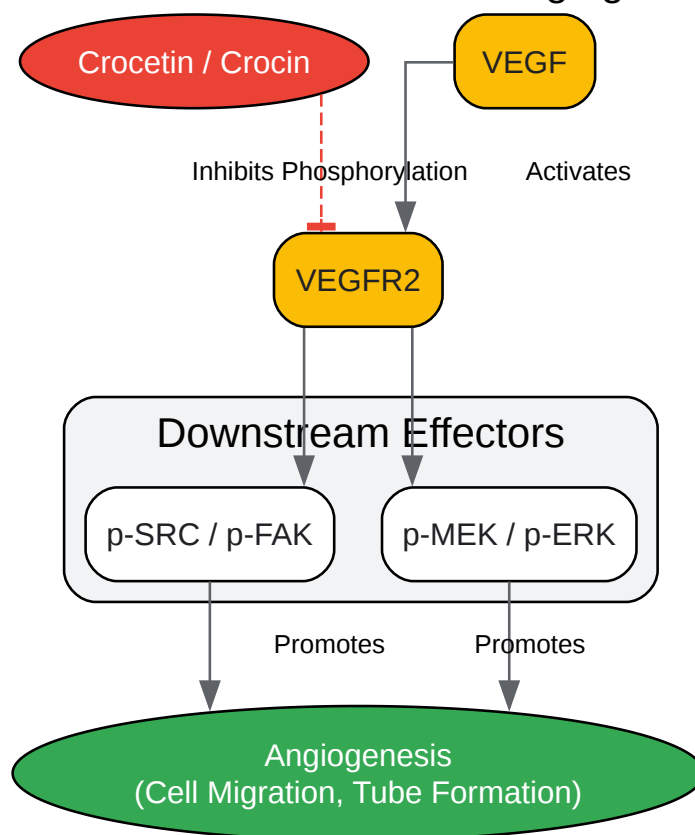 Crocetin / Crocin
VEGF
Inhibits Phosphorylation
Activates
VEGFR2
Downstream Effectors
p-SRC / p-FAK
p-MEK / p-ERK
Promotes
Promotes
Angiogenesis
(Cell Migration, Tube Formation)